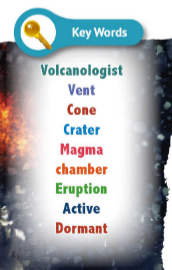 Key Words
Volcanologist
Vent
Cone
Crater
Magma
chamber
Eruption
Active
Dormant